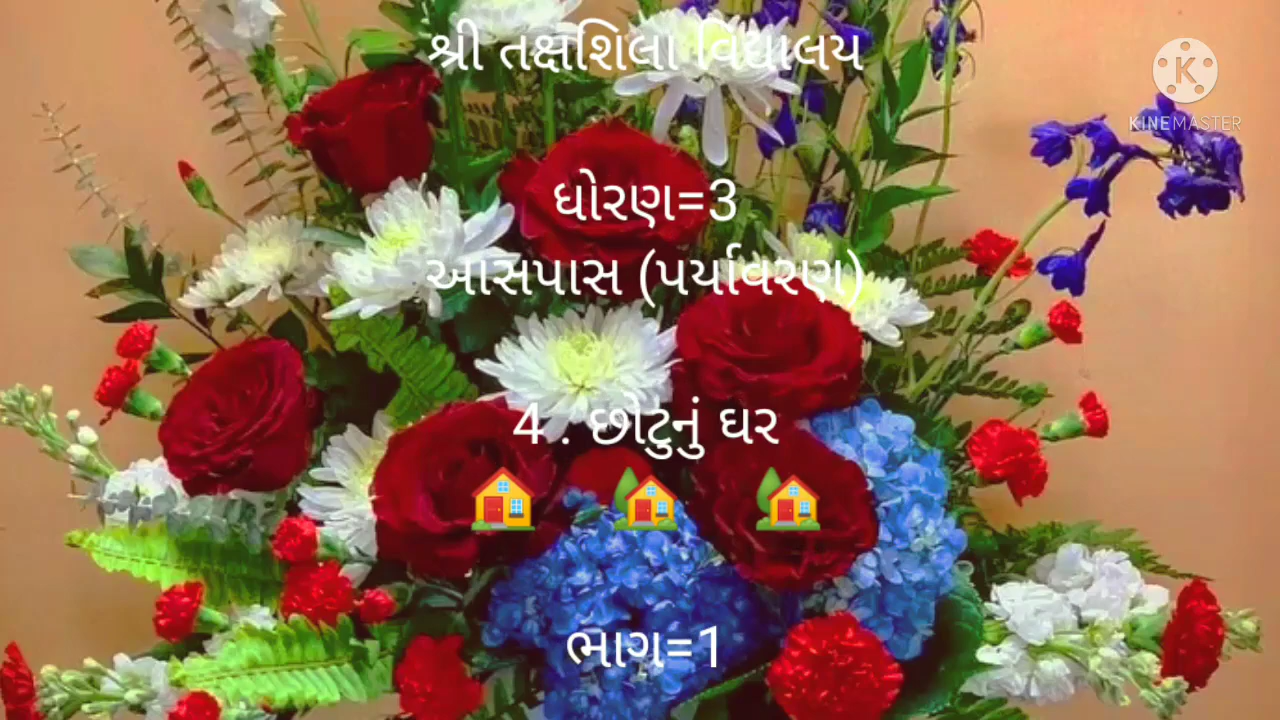 શ્રી તક્ષશિલા વિદ્યાલય
K
KINEMASTER
ધોરણ=3
આસપાસ (પર્યાવરણ)
4 . છોટુનું ઘર
ભાગ=1